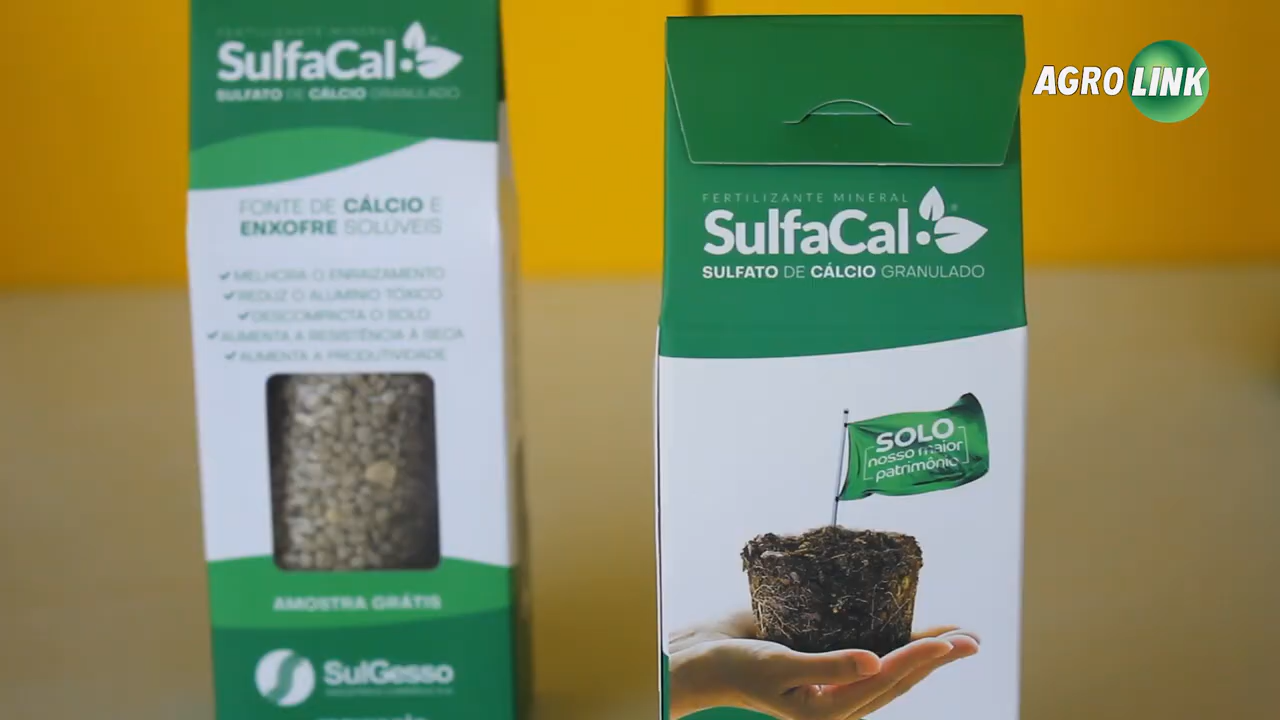 FERTILIZANTE MINERAL
SulfaCal
SULFATO DE CÁLCIO GRANULADO
FONTE DE CÁLCIO E
ENXOFRE SOLÚVEIS
MELHORA O ENRAIZAMENTO
REDUZ O ALUMÍNIO TÓXICO
DESCOMPACTA O SOLO
AUMENTA A RESISTÊNCIA À SECA
AUMENTA A PRODUTIVIDADE
AMOSTRA GRÁTIS
SulGesso
FERTILIZANTE MINERAL
SulfaCal
SULFATO DE CÁLCIO GRANULADO
SOLO
nosso maior
patrimônio
AGROLINK